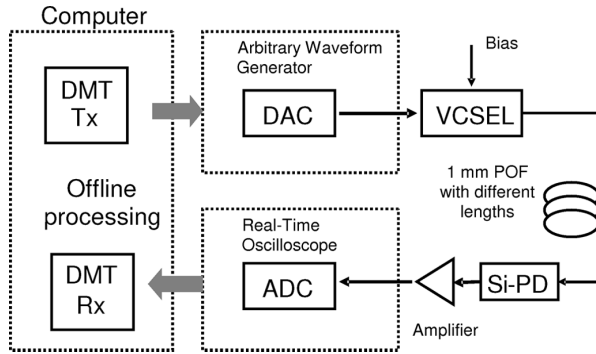 Computer
DMT
Tx
Offline
processing
DMT
Rx
Arbitrary Waveform
Generator
DAC
Bias
VCSEL
1 mm POF
with different
lengths
Real-Time
Oscilloscope
ADC
Amplifier
Si-PD